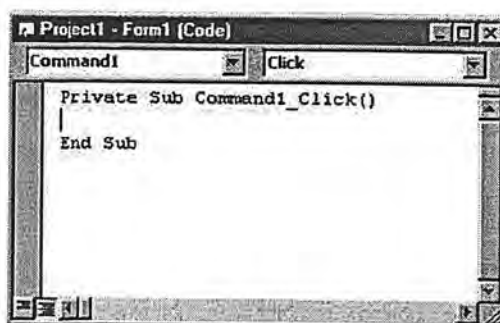 Project1 - Form1 (Code)
Command1 Click
Private Sub Command1_Click()
End Sub